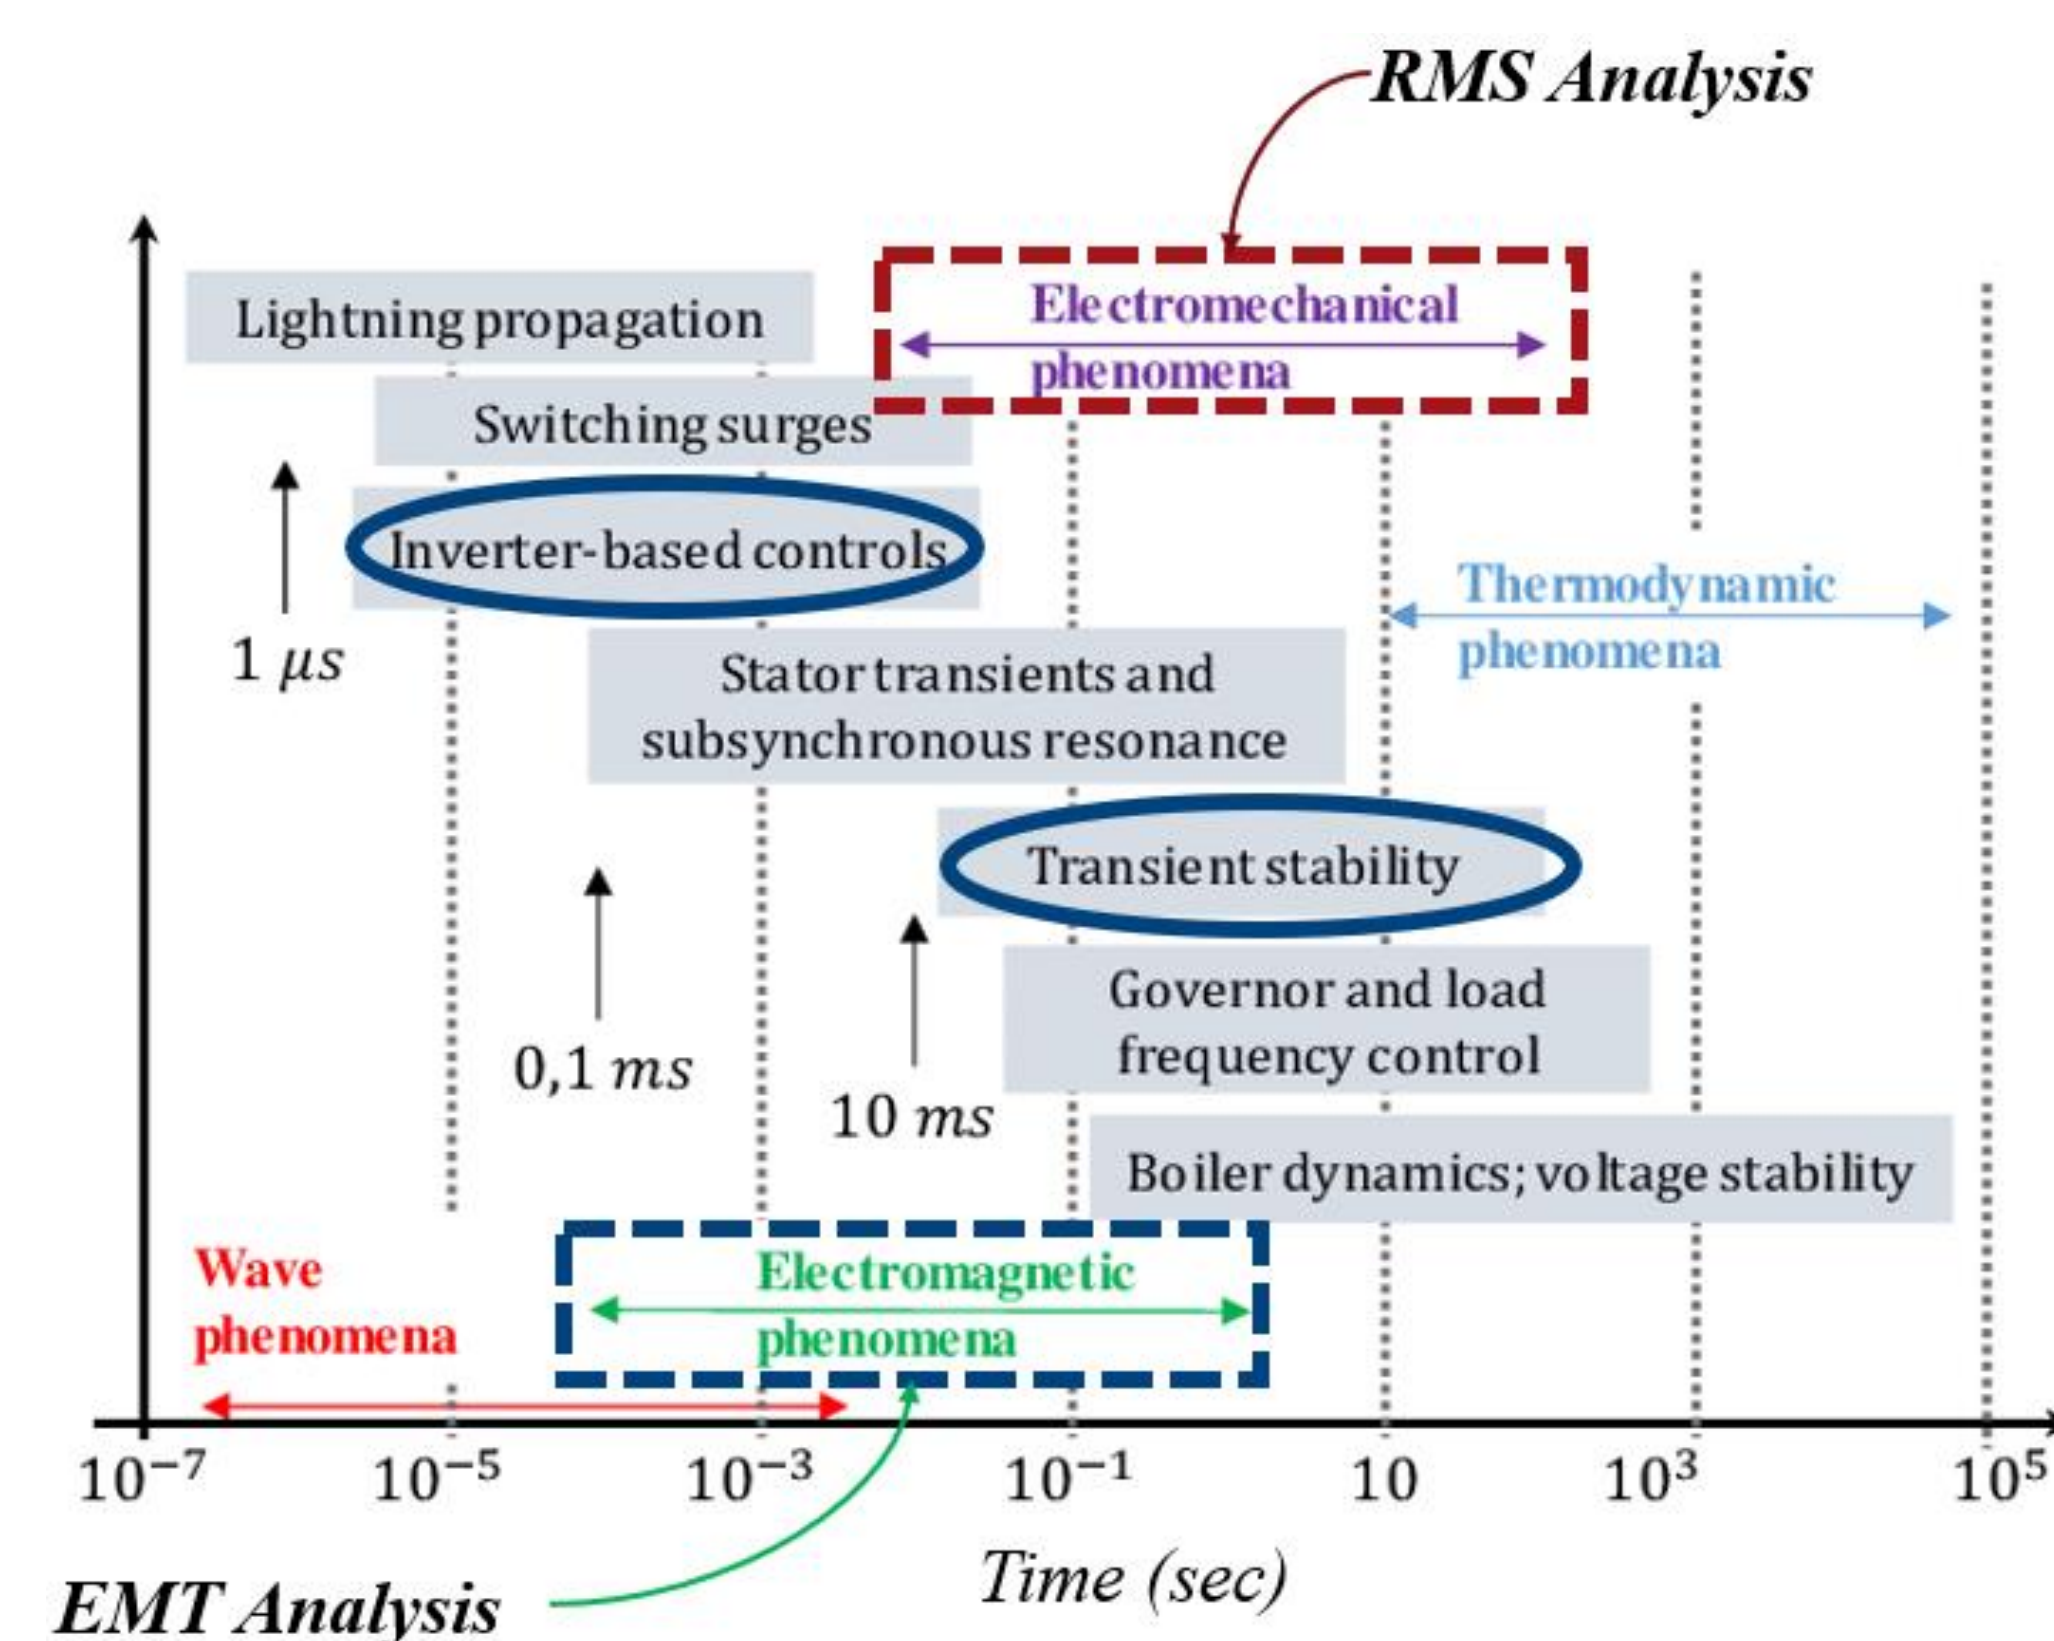 RMS Analysis
Lightning propagation
Electromechanical
phenomena
Switching surges
Inverter-based controls
1 μs
Thermodynamic
phenomena
Stator transients and
subsynchronous resonance
Transient stability
0,1 ms
Governor and load
frequency control
10 ms
Boiler dynamics; voltage stability
Wave
phenomena
Electromagnetic
phenomena
10⁻⁷ 10⁻⁵ 10⁻³ 10⁻¹ 10 10³ 10⁵
Time (sec)
EMT Analysis